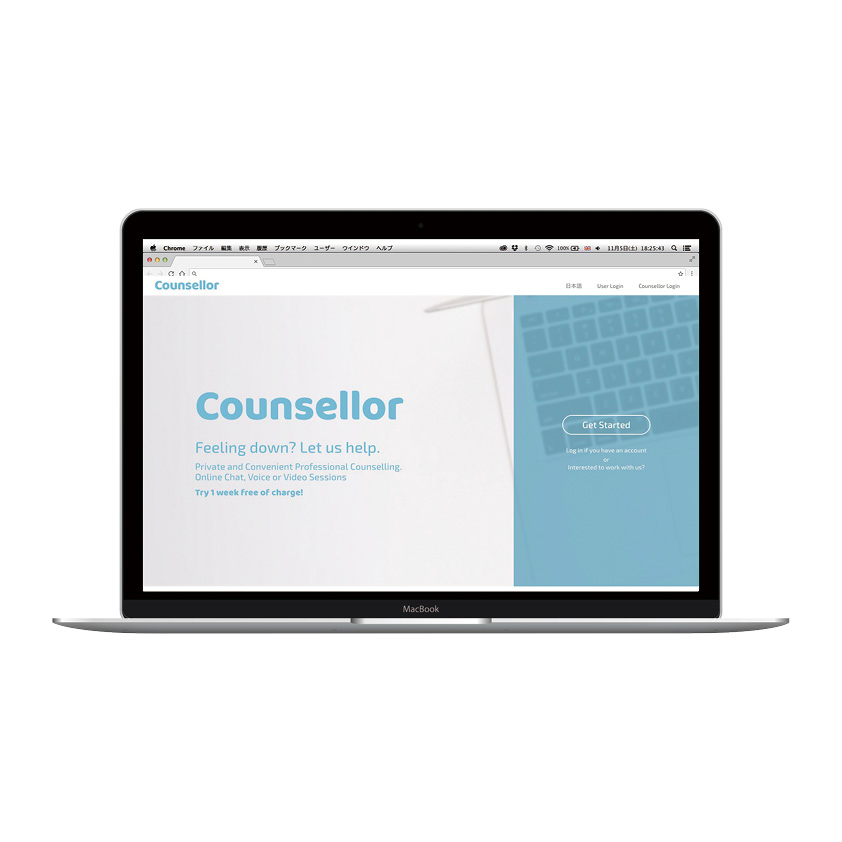 Chrome ファイル 編集 表示 履歴 ブックマーク ユーザー ウインドウ ヘルプ 100% 11月5日(土) 18:25:43
Counsellor 日本語 User Login Counsellor Login
Counsellor
Feeling down? Let us help.
Private and Convenient Professional Counselling.
Online Chat, Voice or Video Sessions
Try 1 week free of charge!
Get Started
Log in if you have an account
or
Interested to work with us?
MacBook